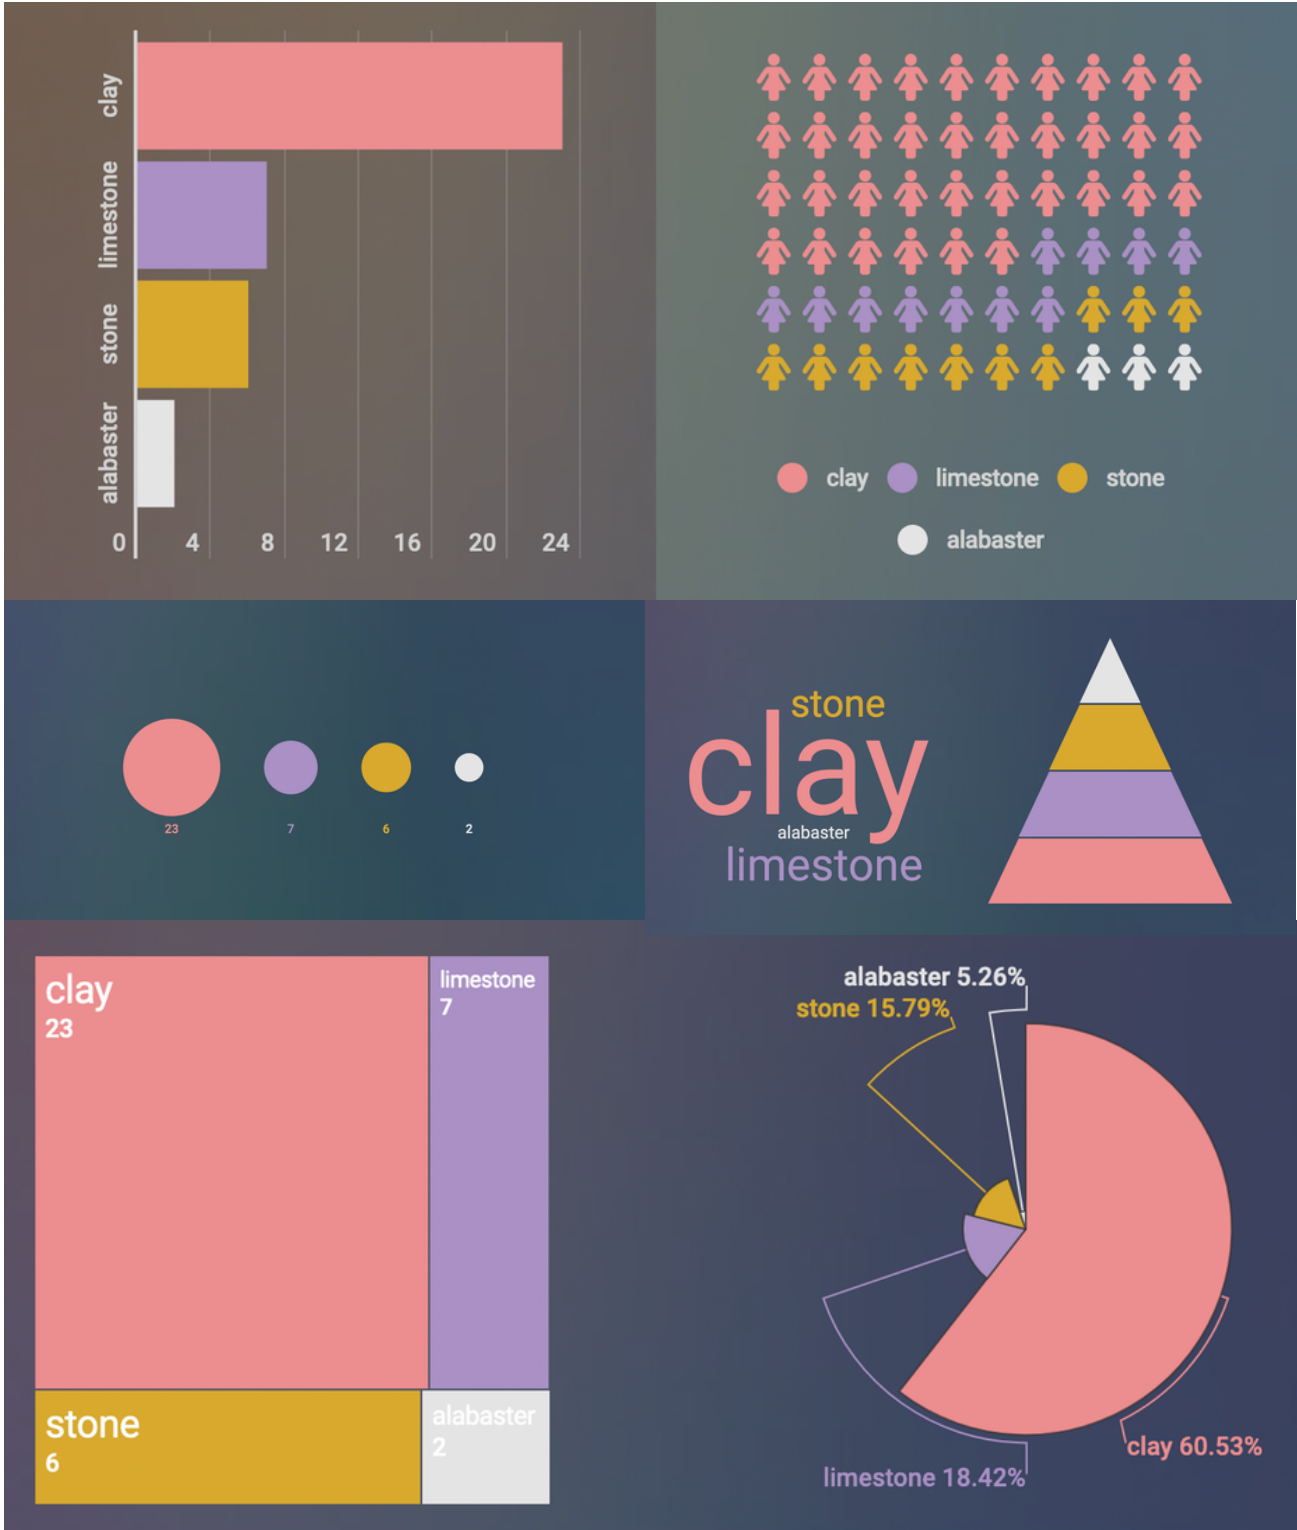 clay
limestone
stone
alabaster
0 4 8 12 16 20 24
clay limestone stone
alabaster
23 7 6 2
stone
clay
alabaster
limestone
clay
23
limestone
7
stone
6
alabaster
2
alabaster 5.26%
stone 15.79%
clay 60.53%
limestone 18.42%